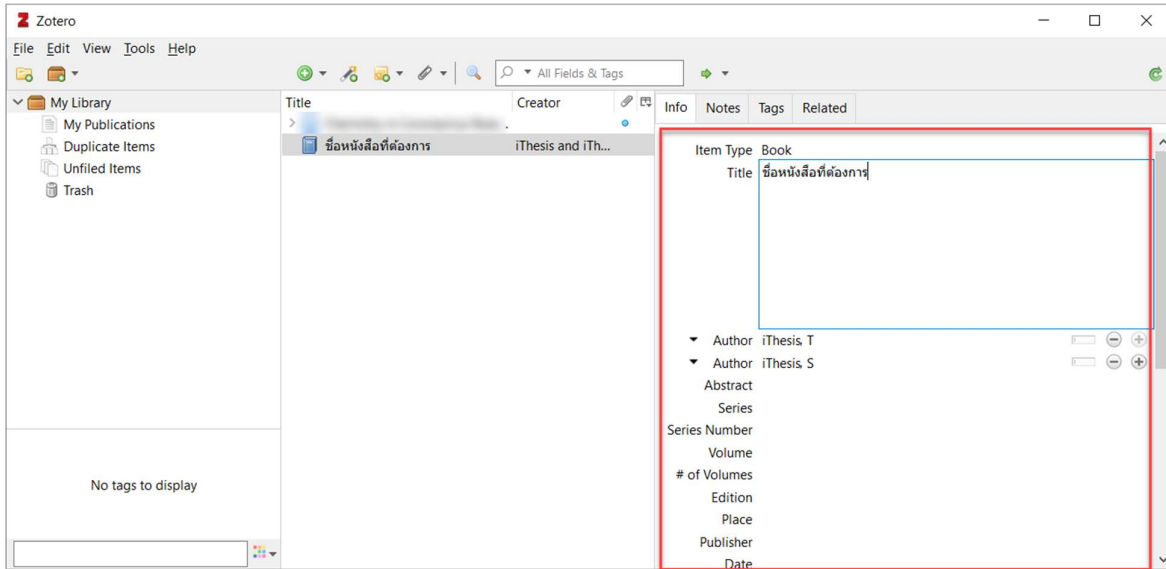 Zotero
File Edit View Tools Help
All Fields & Tags
My Library
My Publications
Duplicate Items
Unfiled Items
Trash
No tags to display
Title Creator
ชื่อหนังสือที่ต้องการ iThesis and iTh...
Info Notes Tags Related
Item Type Book
Title ชื่อหนังสือที่ต้องการ
Author iThesis, T
Author iThesis, S
Abstract
Series
Series Number
Volume
# of Volumes
Edition
Place
Publisher
Date